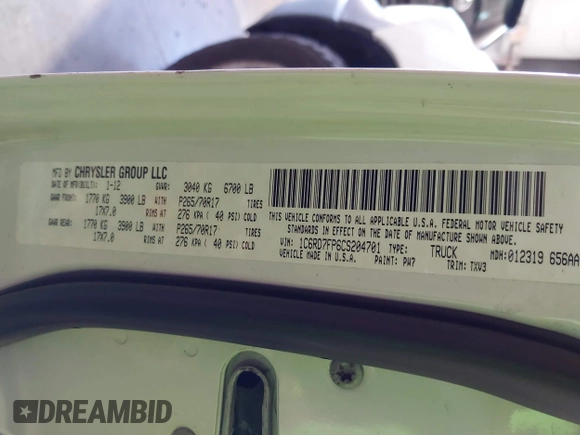 MFD BY CHRYSLER GROUP LLC
DATE OF MFD/BUILT: 1-12 GVWR: 3040 KG 6700 LB
GAWR FRONT: 1770 KG 3900 LB WITH P265/70R17 TIRES
17X7.0 RIMS AT 276 KPA ( 40 PSI) COLD
GAWR REAR: 1770 KG 3900 LB WITH P265/70R17 TIRES
17X7.0 RIMS AT 276 KPA ( 40 PSI) COLD
THIS VEHICLE CONFORMS TO ALL APPLICABLE U.S.A. FEDERAL MOTOR VEHICLE SAFETY
STANDARDS IN EFFECT ON THE DATE OF MANUFACTURE SHOWN ABOVE.
VIN: 1C6RD7FP6CS204701 TYPE: TRUCK MDH: 012319 656AA
VEHICLE MADE IN U.S.A. PAINT: PW7 TRIM: TXV3
DREAMBID